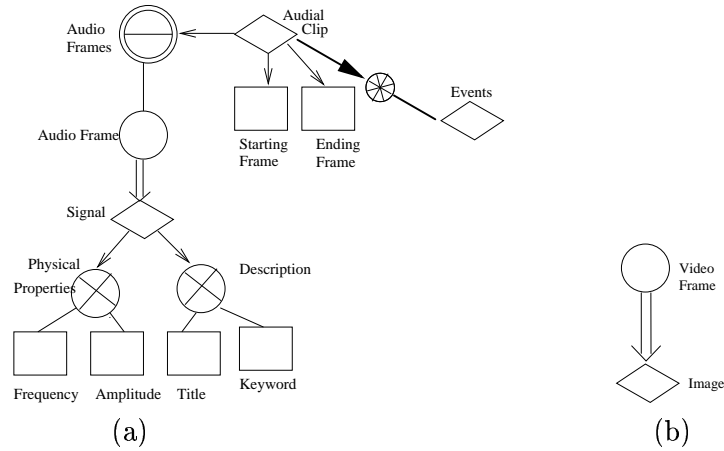 Audio
Frames
Audial
Clip
Events
Starting
Frame
Ending
Frame
Audio Frame
Signal
Physical
Properties
Description
Frequency
Amplitude
Title
Keyword
(a)
Video
Frame
Image
(b)